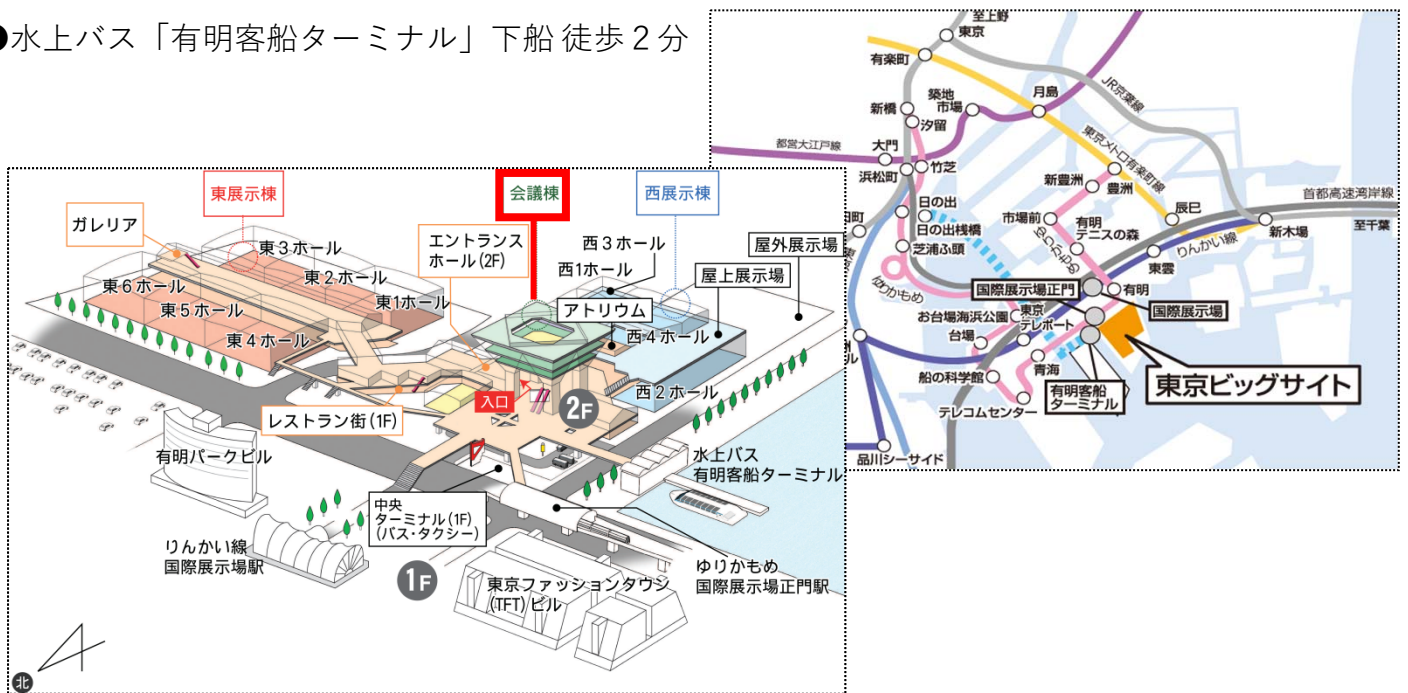 ●水上バス「有明客船ターミナル」下船 徒歩２分
東展示棟
会議棟
西展示棟
ガレリア
東３ホール
東２ホール
東1ホール
東６ホール
東５ホール
東４ホール
エントランス
ホール(2F)
西３ホール
西1ホール
屋外展示場
屋上展示場
アトリウム
西４ホール
西２ホール
入口
2F
レストラン街(1F)
有明パークビル
水上バス
有明客船ターミナル
中央
ターミナル(1F)
(バス・タクシー)
りんかい線
国際展示場駅
1F
東京ファッションタウン
(TFT)ビル
ゆりかもめ
国際展示場正門駅
北
至上野
東京
有楽町
JR京葉線
新橋
築地
市場
月島
汐留
都営大江戸線
大門
東京メトロ有楽町線
浜松町
竹芝
新豊洲
豊洲
首都高速湾岸線
日の出
日の出桟橋
市場前
有明
テニスの森
辰巳
新木場
至千葉
田町
芝浦ふ頭
ゆりかもめ
東雲
りんかい線
ゆりかもめ
国際展示場正門
有明
国際展示場
お台場海浜公園
東京
テレポート
台場
青海
船の科学館
有明客船
ターミナル
東京ビッグサイト
テレコムセンター
品川シーサイド